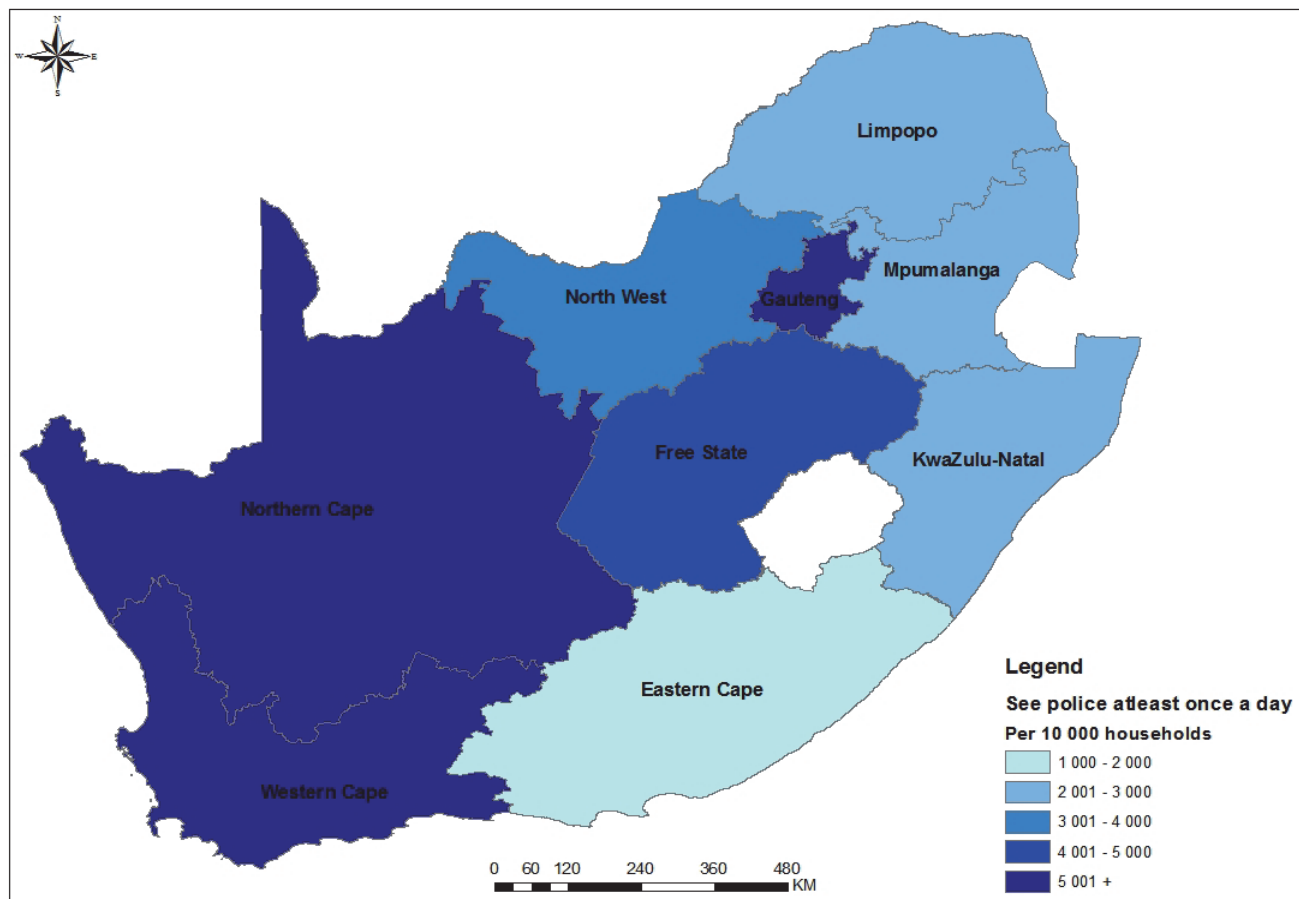 N
W E
S
Limpopo
Mpumalanga
North West
Gauteng
Free State
KwaZulu-Natal
Northern Cape
Eastern Cape
Western Cape
Legend
See police atleast once a day
Per 10 000 households
1 000 - 2 000
2 001 - 3 000
3 001 - 4 000
4 001 - 5 000
5 001 +
0 60 120 240 360 480
KM